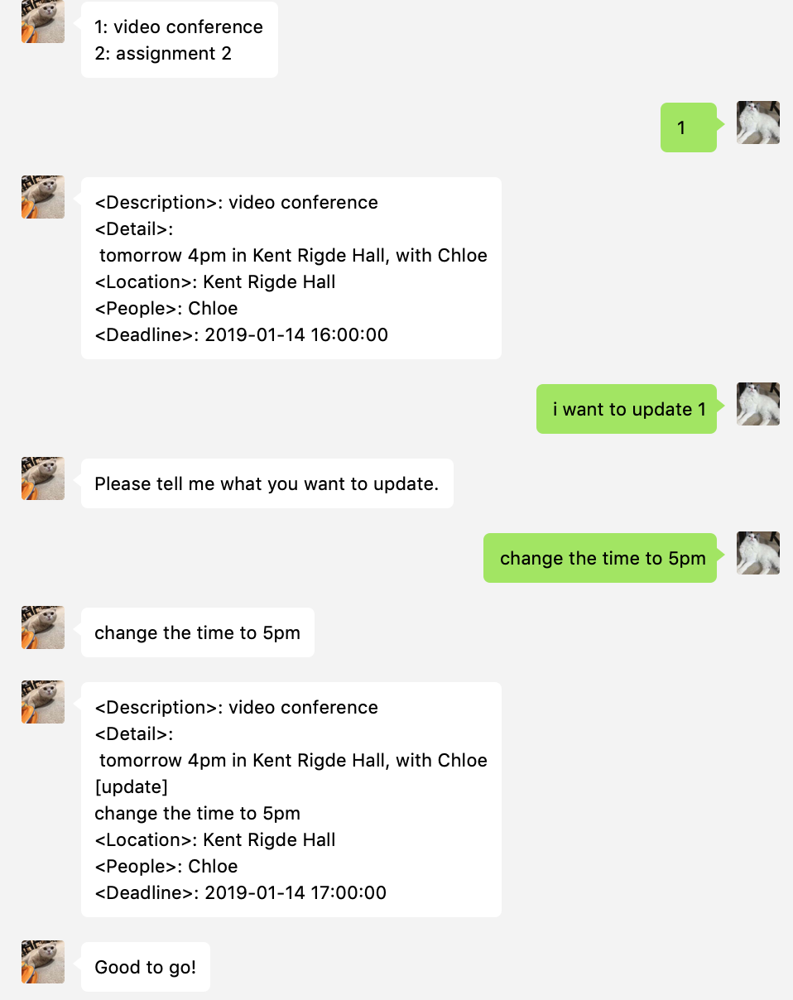 1: video conference
2: assignment 2
1
<Description>: video conference
<Detail>:
tomorrow 4pm in Kent Rigde Hall, with Chloe
<Location>: Kent Rigde Hall
<People>: Chloe
<Deadline>: 2019-01-14 16:00:00
i want to update 1
Please tell me what you want to update.
change the time to 5pm
change the time to 5pm
<Description>: video conference
<Detail>:
tomorrow 4pm in Kent Rigde Hall, with Chloe
[update]
change the time to 5pm
<Location>: Kent Rigde Hall
<People>: Chloe
<Deadline>: 2019-01-14 17:00:00
Good to go!